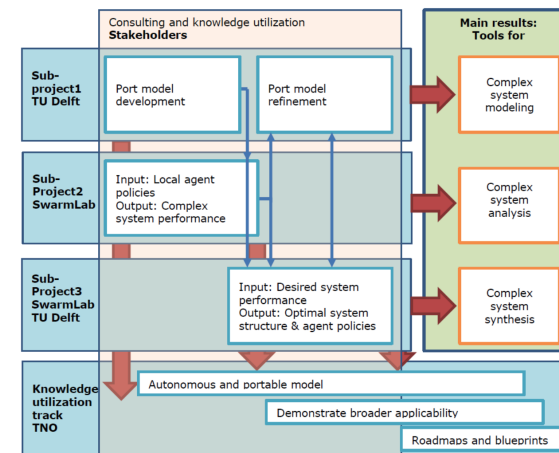 Consulting and knowledge utilization
Stakeholders
Main results:
Tools for
Sub-
project1
TU Delft
Port model
development
Port model
refinement
Complex
system
modeling
Sub-
Project2
SwarmLab
Input: Local agent
policies
Output: Complex
system performance
Complex
system
analysis
Sub-
Project3
SwarmLab
TU Delft
Input: Desired system
performance
Output: Optimal system
structure & agent policies
Complex
system
synthesis
Knowledge
utilization
track
TNO
Autonomous and portable model
Demonstrate broader applicability
Roadmaps and blueprints